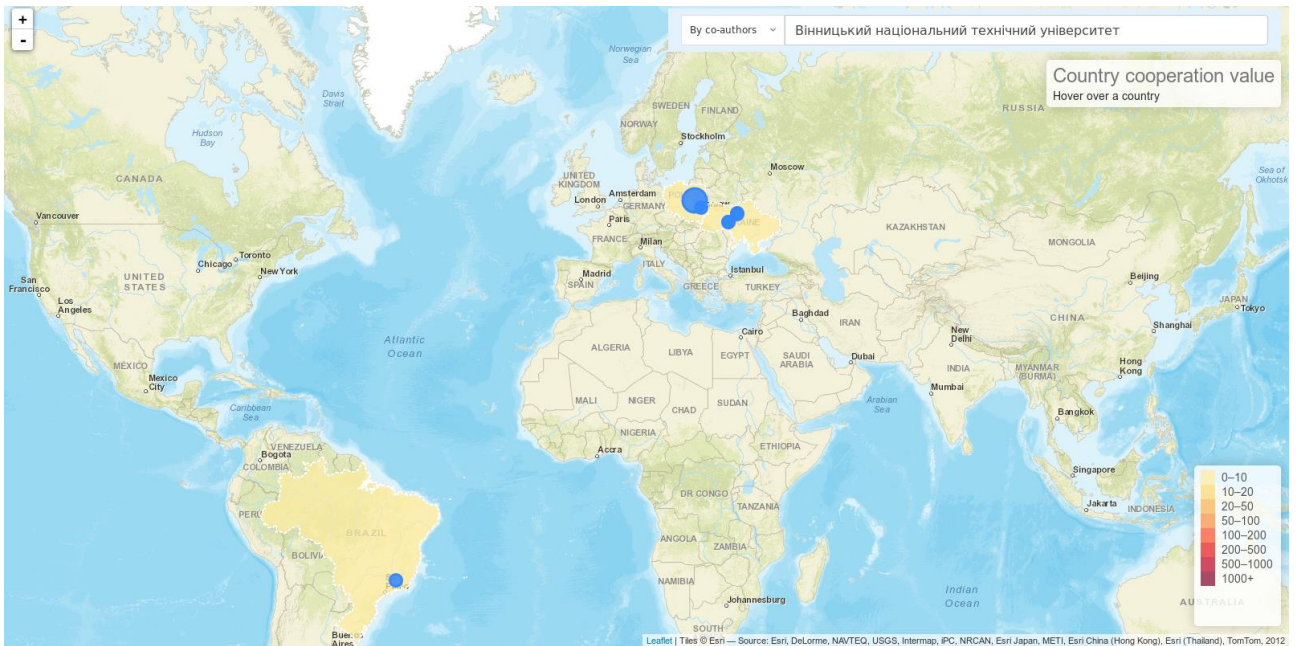 +
-
By co-authors
Вінницький національний технічний університет
Country cooperation value
Hover over a country
Norwegian
Sea
Davis
Strait
Hudson
Bay
SWEDEN
FINLAND
NORWAY
Stockholm
RUSSIA
Moscow
Sea of
Okhotsk
CANADA
UNITED
KINGDOM
Amsterdam
London
GERMANY
Paris
Vancouver
KAZAKHSTAN
FRANCE
Milan
MONGOLIA
Toronto
Chicago
New York
ITALY
UNITED
STATES
San
Francisco
Madrid
SPAIN
Istanbul
GREECE
TURKEY
Beijing
Los
Angeles
JAPAN
Tokyo
Baghdad
IRAN
CHINA
Shanghai
Atlantic
Ocean
Cairo
New
Delhi
ALGERIA
LIBYA
EGYPT
SAUDI
ARABIA
Dubai
MÉXICO
Mexico
City
INDIA
MYANMAR
(BURMA)
Hong
Kong
Mumbai
MALI
NIGER
CHAD
SUDAN
Arabian
Sea
Caribbean
Sea
Bangkok
NIGERIA
VENEZUELA
Bogota
COLOMBIA
Accra
ETHIOPIA
Singapore
DR CONGO
Jakarta
INDONESIA
TANZANIA
PERU
BRAZIL
ANGOLA
ZAMBIA
BOLIVIA
NAMIBIA
Indian
Ocean
Johannesburg
AUSTRALIA
SOUTH
Buenos
Aires
0–10
10–20
20–50
50–100
100–200
200–500
500–1000
1000+
Leaflet | Tiles © Esri — Source: Esri, DeLorme, NAVTEQ, USGS, Intermap, iPC, NRCAN, Esri Japan, METI, Esri China (Hong Kong), Esri (Thailand), TomTom, 2012